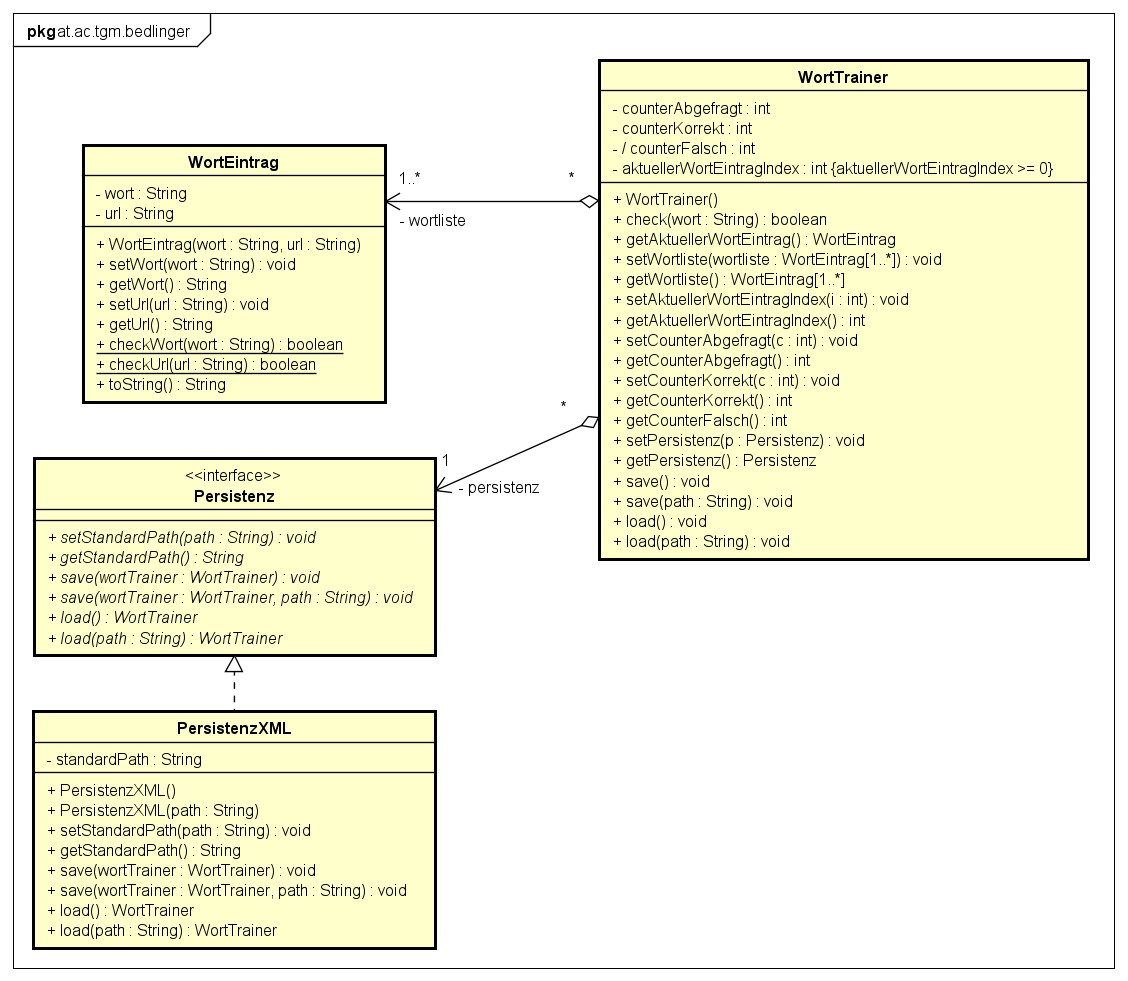 pkg at.ac.tgm.bedlinger
WortTrainer
- counterAbgefragt : int
- counterKorrekt : int
- / counterFalsch : int
- aktuellerWortEintragIndex : int {aktuellerWortEintragIndex >= 0}
+ WortTrainer()
+ check(wort : String) : boolean
+ getAktuellerWortEintrag() : WortEintrag
+ setWortliste(wortliste : WortEintrag[1..*]) : void
+ getWortliste() : WortEintrag[1..*]
+ setAktuellerWortEintragIndex(i : int) : void
+ getAktuellerWortEintragIndex() : int
+ setCounterAbgefragt(c : int) : void
+ getCounterAbgefragt() : int
+ setCounterKorrekt(c : int) : void
+ getCounterKorrekt() : int
+ getCounterFalsch() : int
+ setPersistenz(p : Persistenz) : void
+ getPersistenz() : Persistenz
+ save() : void
+ save(path : String) : void
+ load() : void
+ load(path : String) : void
WortEintrag
- wort : String
- url : String
+ WortEintrag(wort : String, url : String)
+ setWort(wort : String) : void
+ getWort() : String
+ setUrl(url : String) : void
+ getUrl() : String
+ checkWort(wort : String) : boolean
+ checkUrl(url : String) : boolean
+ toString() : String
1..*
*
- wortliste
*
1
- persistenz
<<interface>>
Persistenz
+ setStandardPath(path : String) : void
+ getStandardPath() : String
+ save(wortTrainer : WortTrainer) : void
+ save(wortTrainer : WortTrainer, path : String) : void
+ load() : WortTrainer
+ load(path : String) : WortTrainer
PersistenzXML
- standardPath : String
+ PersistenzXML()
+ PersistenzXML(path : String)
+ setStandardPath(path : String) : void
+ getStandardPath() : String
+ save(wortTrainer : WortTrainer) : void
+ save(wortTrainer : WortTrainer, path : String) : void
+ load() : WortTrainer
+ load(path : String) : WortTrainer